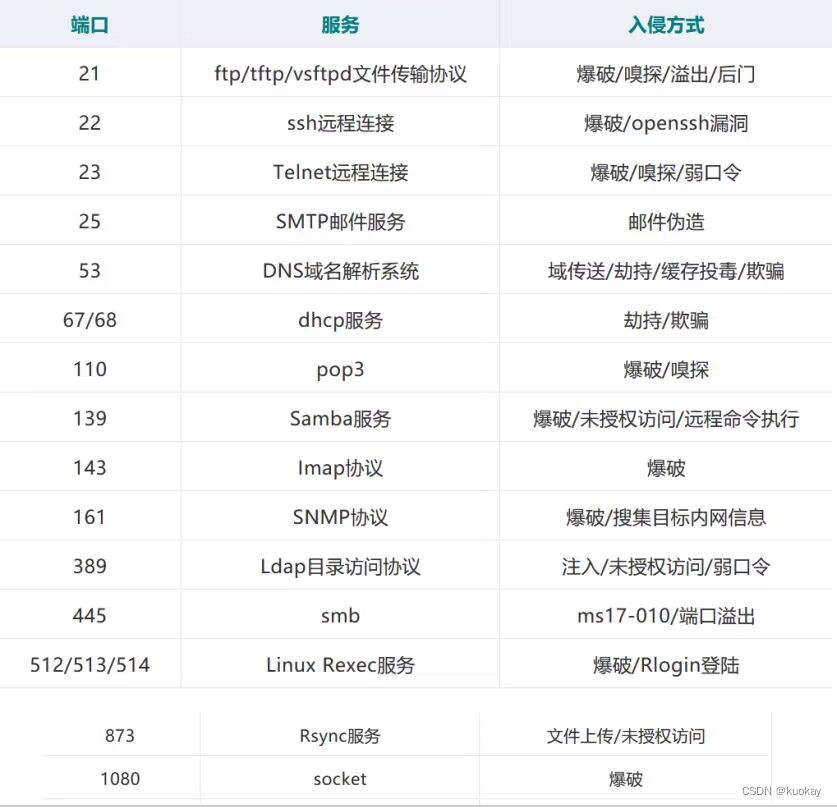 端口 服务 入侵方式
21 ftp/tftp/vsftpd文件传输协议 爆破/嗅探/溢出/后门
22 ssh远程连接 爆破/openssh漏洞
23 Telnet远程连接 爆破/嗅探/弱口令
25 SMTP邮件服务 邮件伪造
53 DNS域名解析系统 域传送/劫持/缓存投毒/欺骗
67/68 dhcp服务 劫持/欺骗
110 pop3 爆破/嗅探
139 Samba服务 爆破/未授权访问/远程命令执行
143 Imap协议 爆破
161 SNMP协议 爆破/搜集目标内网信息
389 Ldap目录访问协议 注入/未授权访问/弱口令
445 smb ms17-010/端口溢出
512/513/514 Linux Rexec服务 爆破/Rlogin登陆
873 Rsync服务 文件上传/未授权访问
1080 socket 爆破
CSDN @kuokay